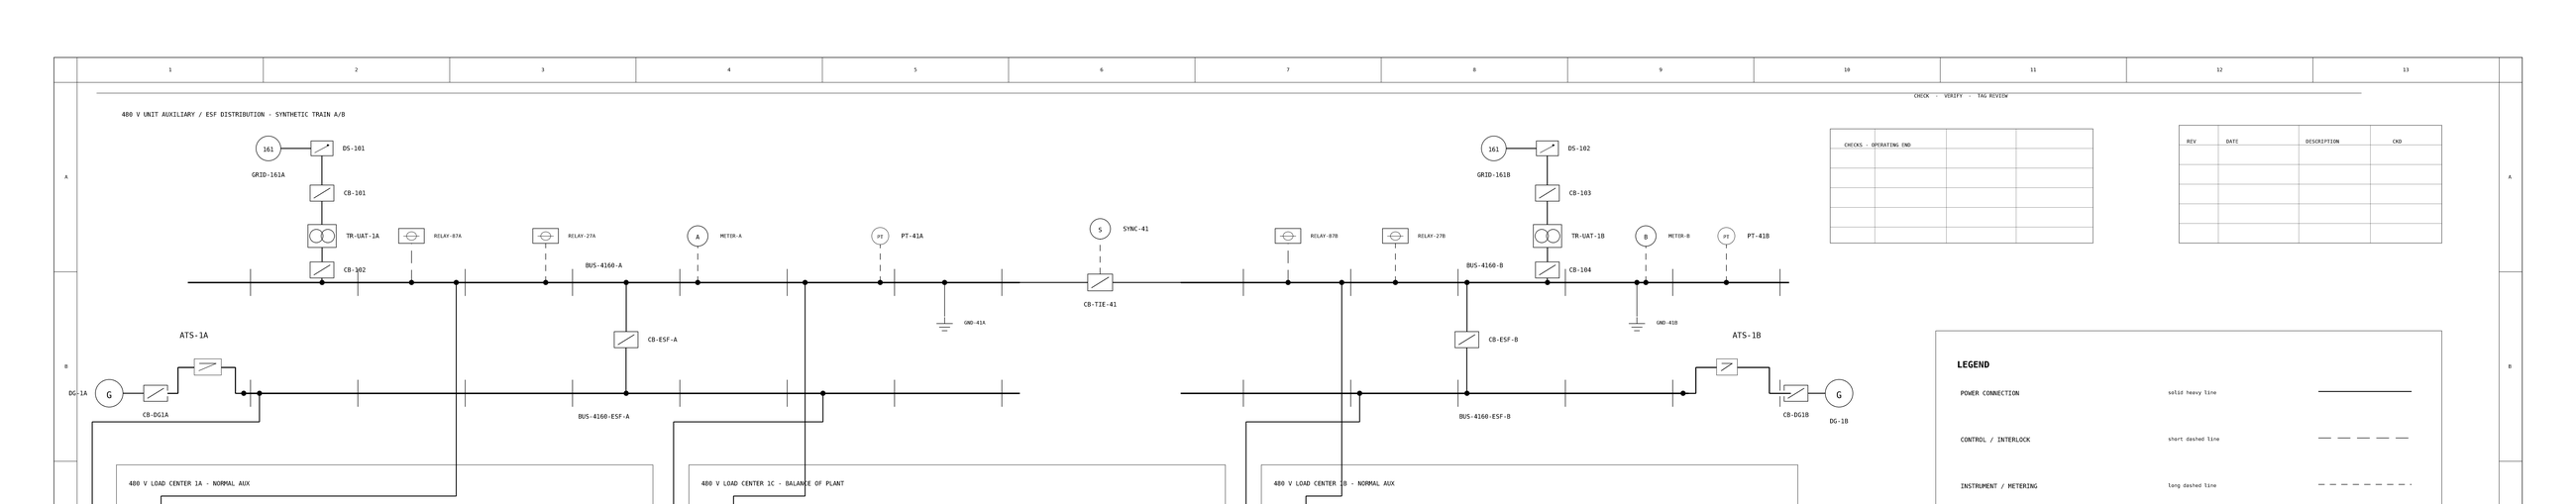 1 2 3 4 5 6 7 8 9 10 11 12 13
CHECK - VERIFY - TAG REVIEW
480 V UNIT AUXILIARY / ESF DISTRIBUTION - SYNTHETIC TRAIN A/B
REV DATE DESCRIPTION CKD
CHECKS - OPERATING END
161 DS-101
161 DS-102
GRID-161A
GRID-161B
A
A
CB-101
CB-103
TR-UAT-1A
RELAY-87A
RELAY-27A
A METER-A
PT PT-41A
S SYNC-41
RELAY-87B
RELAY-27B
TR-UAT-1B
B METER-B
PT PT-41B
CB-102
BUS-4160-A
BUS-4160-B
CB-104
CB-TIE-41
GND-41A
GND-41B
ATS-1A
CB-ESF-A
CB-ESF-B
ATS-1B
B
B
LEGEND
DG-1A
G
CB-DG1A
BUS-4160-ESF-A
BUS-4160-ESF-B
CB-DG1B
G
DG-1B
POWER CONNECTION solid heavy line
CONTROL / INTERLOCK short dashed line
INSTRUMENT / METERING long dashed line
480 V LOAD CENTER 1A - NORMAL AUX
480 V LOAD CENTER 1C - BALANCE OF PLANT
480 V LOAD CENTER 1B - NORMAL AUX